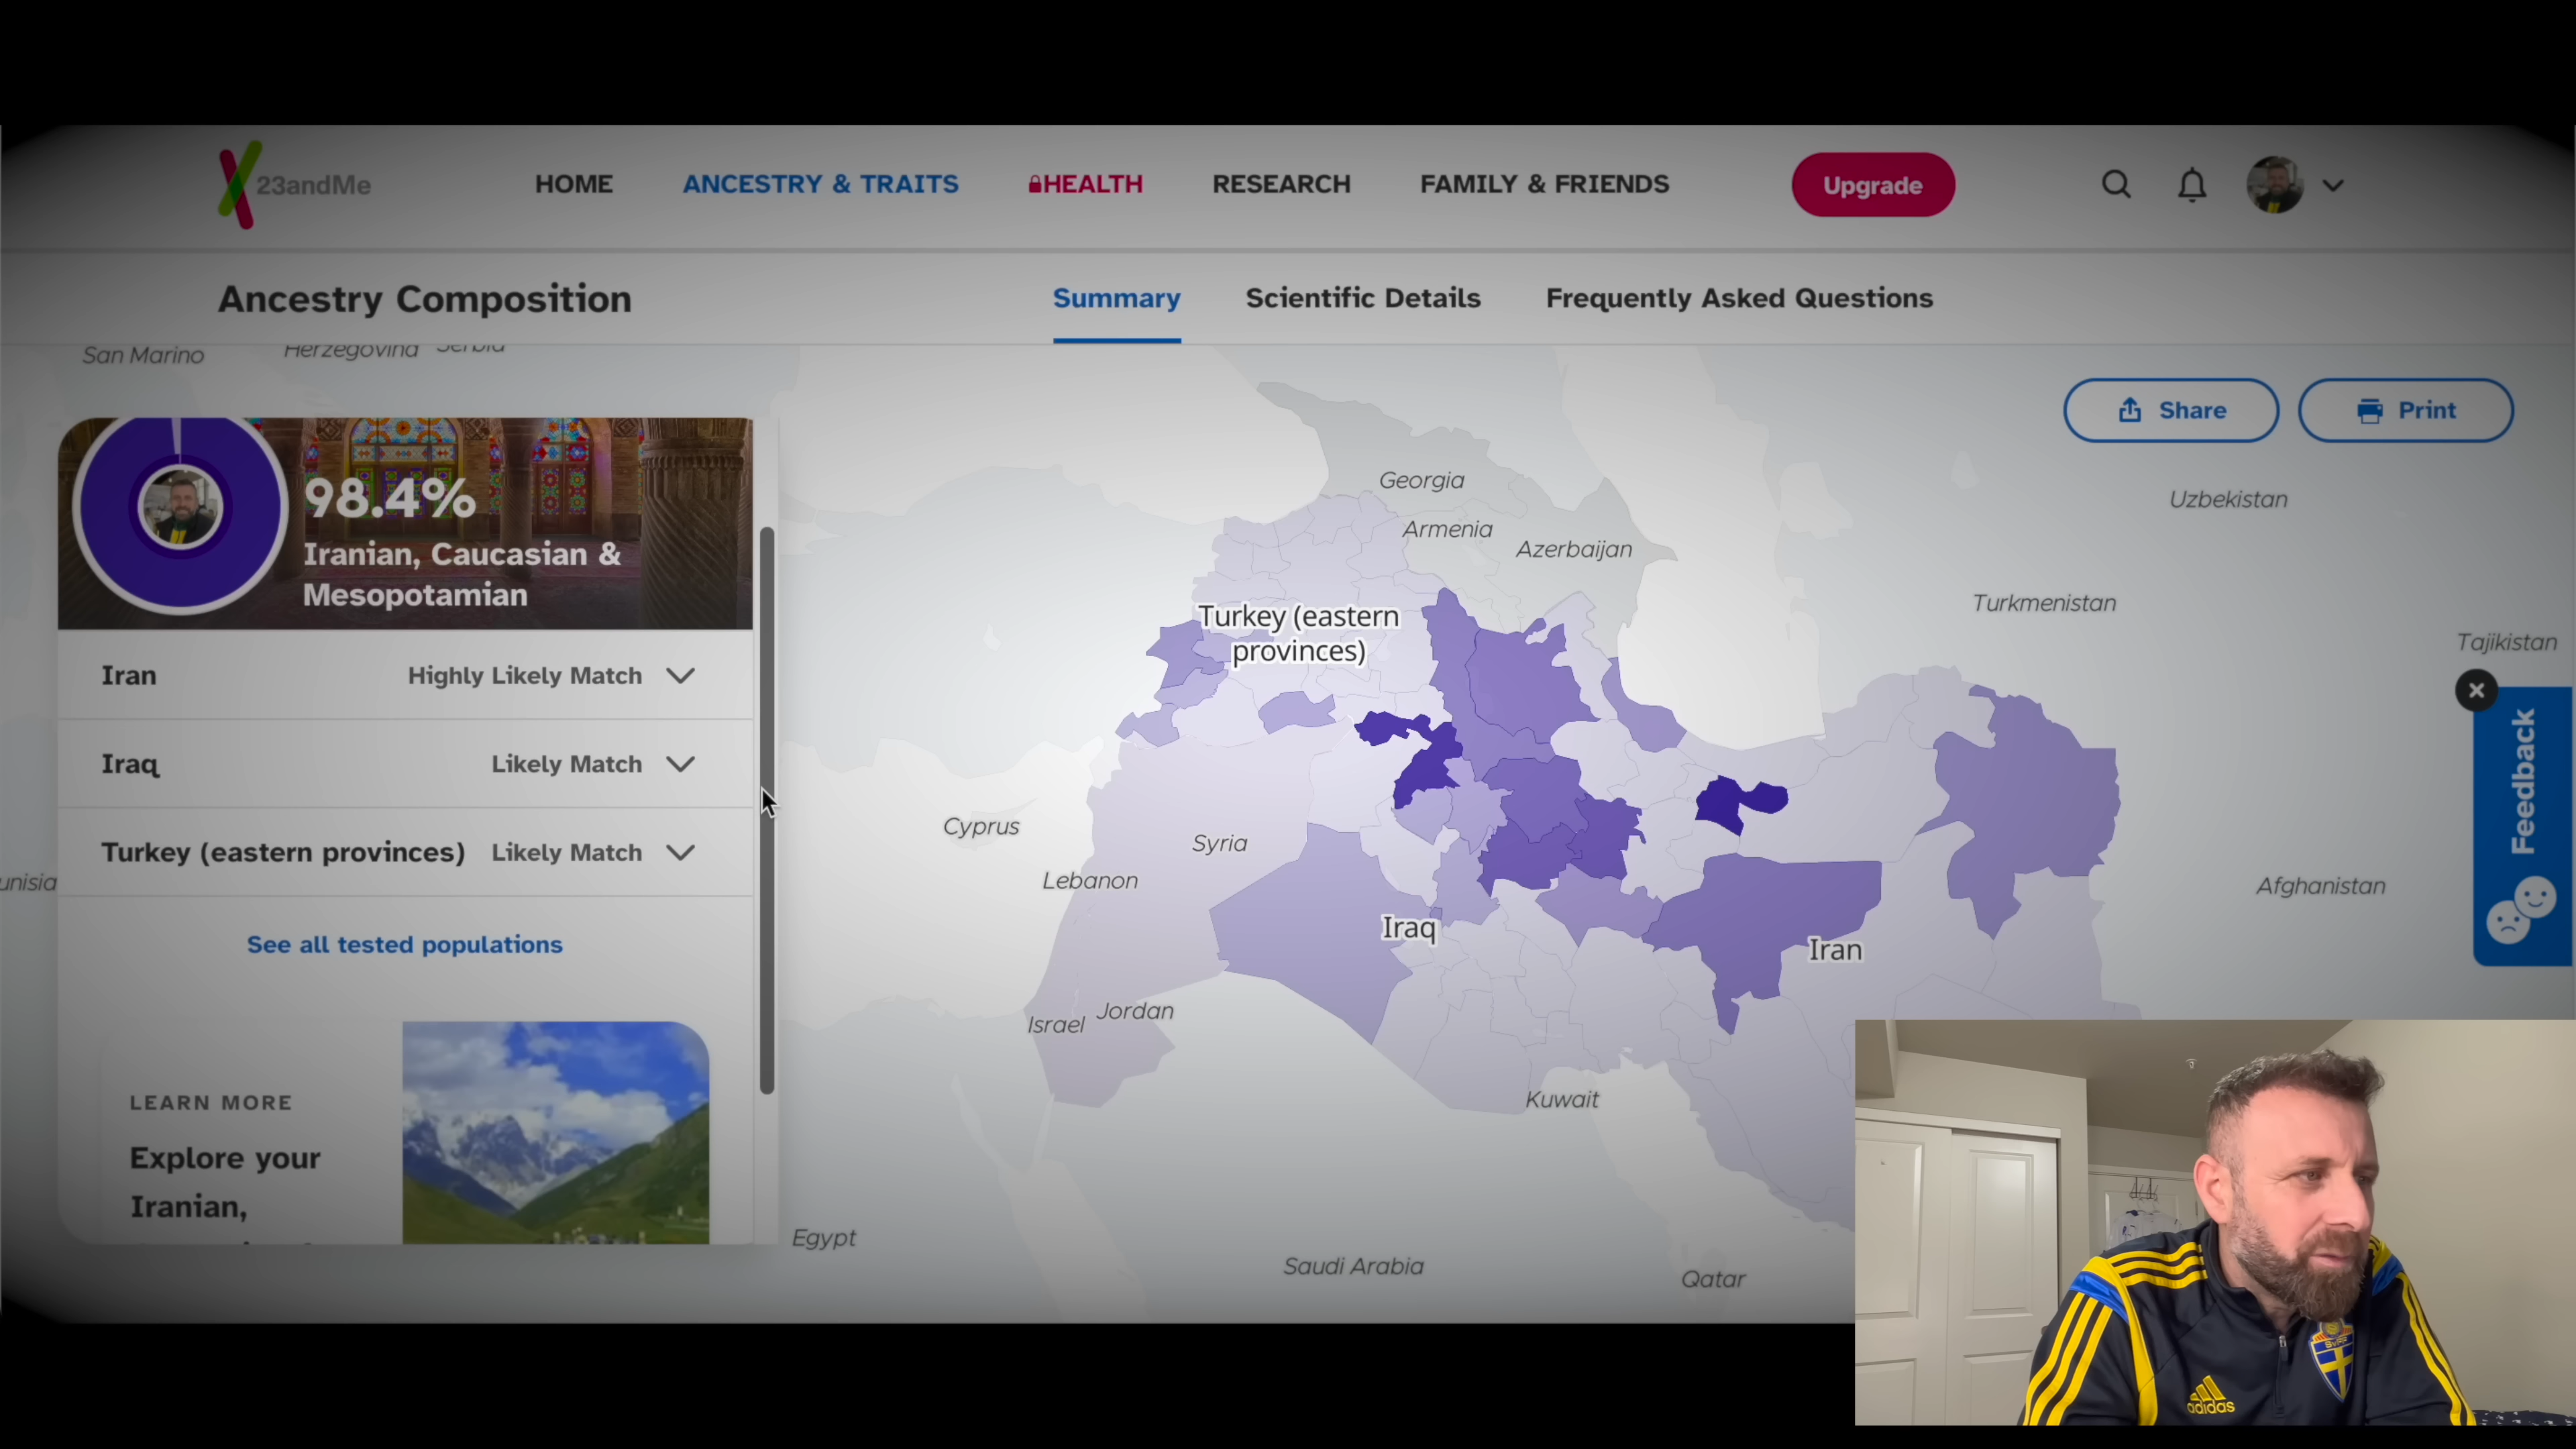 23andMe
HOME
ANCESTRY & TRAITS
HEALTH
RESEARCH
FAMILY & FRIENDS
Upgrade
Ancestry Composition
Summary
Scientific Details
Frequently Asked Questions
San Marino
Herzegovina
Serbia
Share
Print
98.4%
Iranian, Caucasian &
Mesopotamian
Iran
Highly Likely Match
Iraq
Likely Match
Turkey (eastern provinces)
Likely Match
See all tested populations
LEARN MORE
Explore your
Iranian,
Georgia
Armenia
Azerbaijan
Uzbekistan
Turkmenistan
Tajikistan
Turkey (eastern
provinces)
Cyprus
Syria
Lebanon
unisia
Afghanistan
Iraq
Iran
Israel
Jordan
Kuwait
Egypt
Saudi Arabia
Qatar
Feedback
adidas